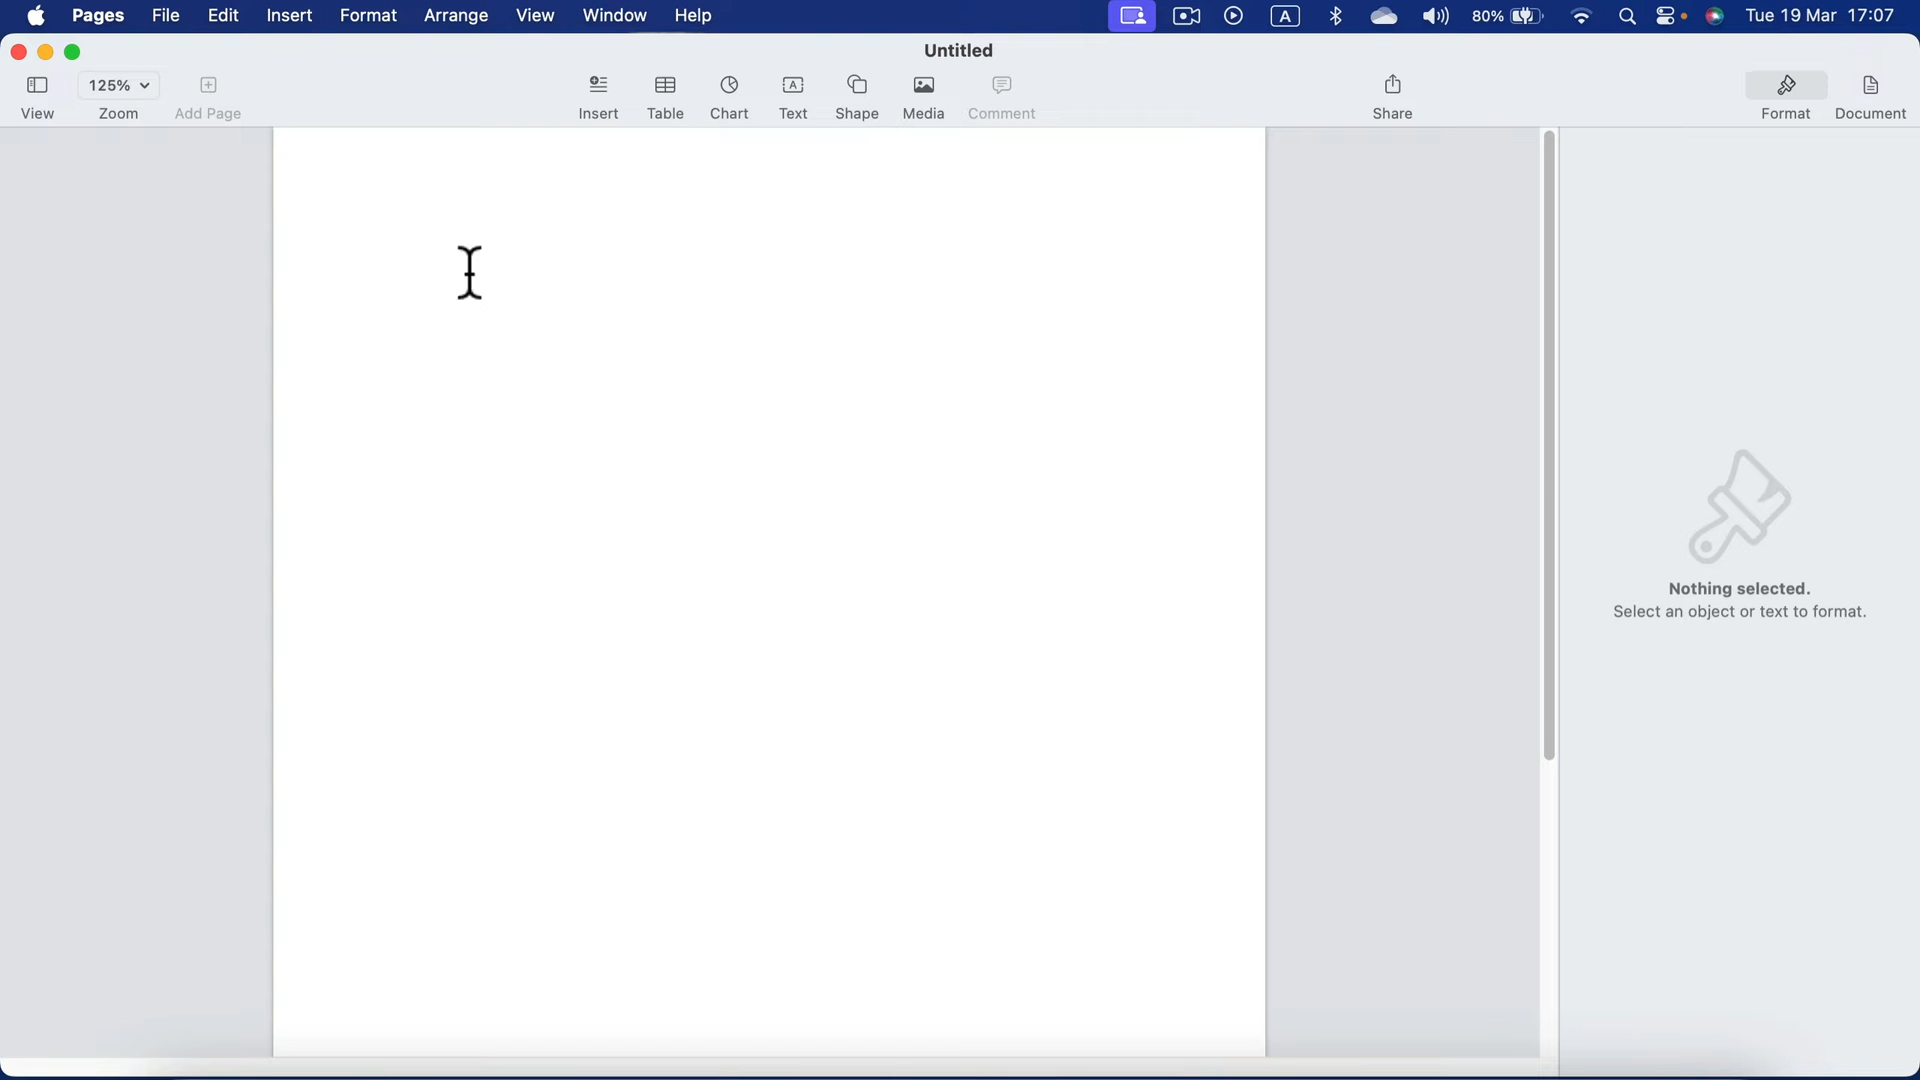 Pages File Edit Insert Format Arrange View Window Help A 80% Tue 19 Mar 17:07
Untitled
125%
View Zoom Add Page Insert Table Chart Text Shape Media Comment Share Format Document
Nothing selected.
Select an object or text to format.